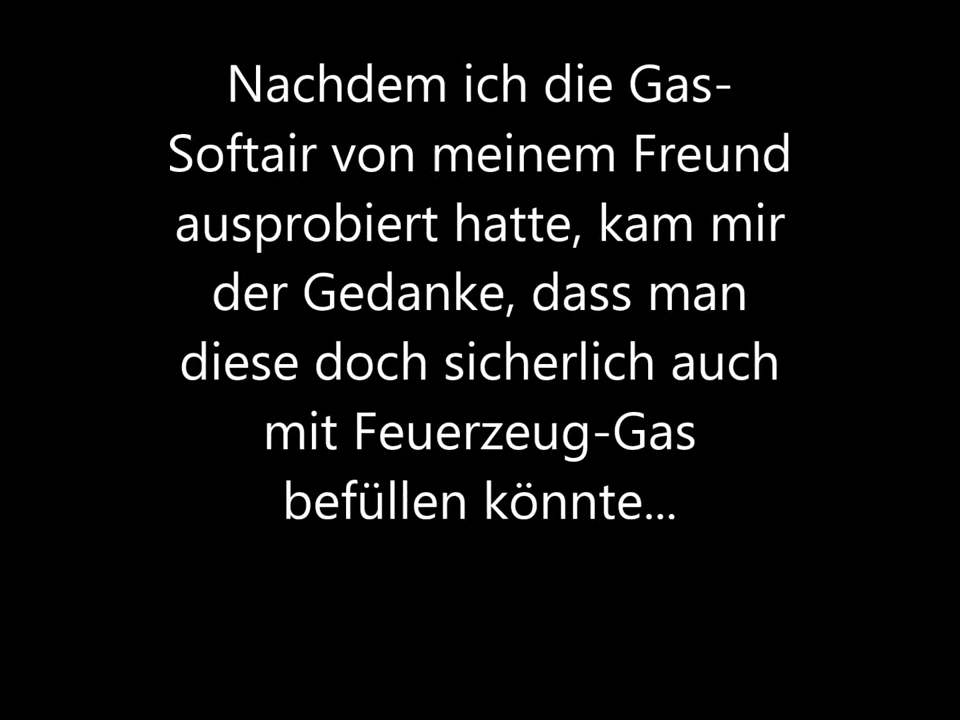 Nachdem ich die Gas-
Softair von meinem Freund
ausprobiert hatte, kam mir
der Gedanke, dass man
diese doch sicherlich auch
mit Feuerzeug-Gas
befüllen könnte...